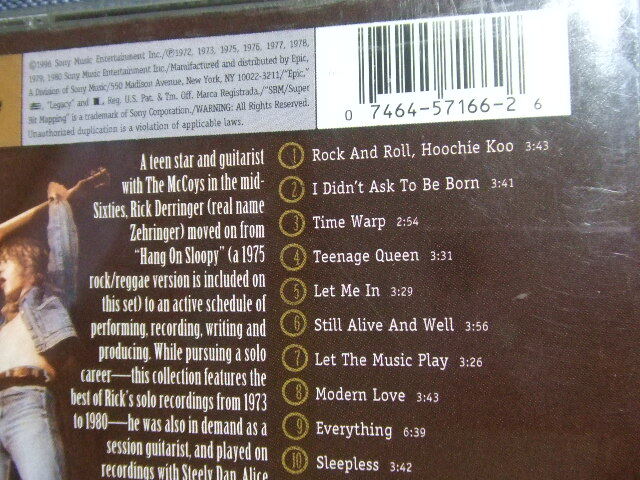 ©1996 Sony Music Entertainment Inc./℗1972, 1973, 1975, 1976, 1977, 1978,
1979, 1980 Sony Music Entertainment Inc./Manufactured and distributed by Epic,
A Division of Sony Music/550 Madison Avenue, New York, NY 10022-3211/"Epic,"
"Legacy" and Reg. U.S. Pat. & Tm. Off. Marca Registrada./"SBM/Super
Bit Mapping" is a trademark of Sony Corporation./WARNING: All Rights Reserved.
Unauthorized duplication is a violation of applicable laws.
0 7464-57166-2 6
A teen star and guitarist
with The McCoys in the mid-
Sixties, Rick Derringer (real name
Zehringer) moved on from
"Hang On Sloopy" (a 1975
rock/reggae version is included on
this set) to an active schedule of
performing, recording, writing and
producing. While pursuing a solo
career—this collection features the
best of Rick's solo recordings from 1973
to 1980—he was also in demand as a
session guitarist, and played on
recordings with Steely Dan, Alice
1 Rock And Roll, Hoochie Koo 3:43
2 I Didn't Ask To Be Born 3:41
3 Time Warp 2:54
4 Teenage Queen 3:31
5 Let Me In 3:29
6 Still Alive And Well 3:56
7 Let The Music Play 3:26
8 Modern Love 3:43
9 Everything 6:39
10 Sleepless 3:42